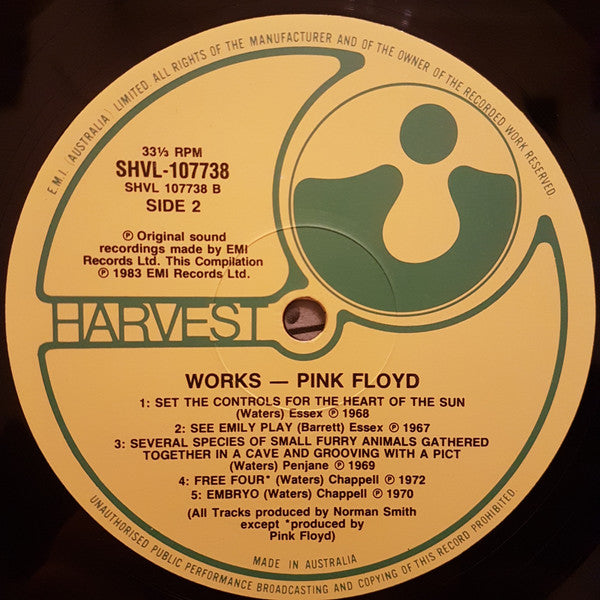 E.M.I. (AUSTRALIA) LIMITED. ALL RIGHTS OF THE MANUFACTURER AND OF THE OWNER OF THE RECORDED WORK RESERVED.
33⅓ RPM
SHVL-107738
SHVL 107738 B
SIDE 2
℗ Original sound
recordings made by EMI
Records Ltd. This Compilation
℗ 1983 EMI Records Ltd.
HARVEST
WORKS — PINK FLOYD
1: SET THE CONTROLS FOR THE HEART OF THE SUN
(Waters) Essex ℗ 1968
2: SEE EMILY PLAY (Barrett) Essex ℗ 1967
3: SEVERAL SPECIES OF SMALL FURRY ANIMALS GATHERED
TOGETHER IN A CAVE AND GROOVING WITH A PICT
(Waters) Penjane ℗ 1969
4: FREE FOUR* (Waters) Chappell ℗ 1972
5: EMBRYO (Waters) Chappell ℗ 1970
(All Tracks produced by Norman Smith
except *produced by
Pink Floyd)
MADE IN AUSTRALIA
UNAUTHORISED PUBLIC PERFORMANCE BROADCASTING AND COPYING OF THIS RECORD PROHIBITED.